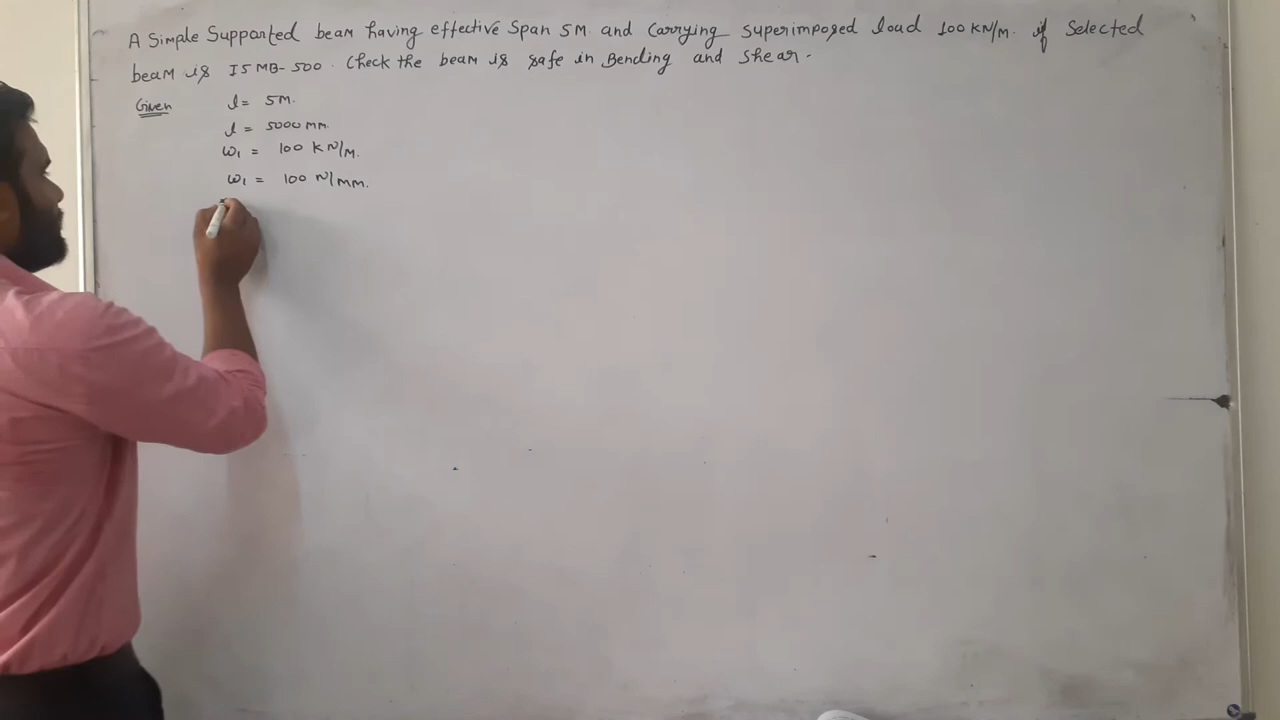 A Simple Supported beam having effective Span 5M. and Carrying superimposed load 100 KN/M. if Selected
beam is ISMB-500. Check the beam is safe in Bending and Shear.
Given l = 5M.
l = 5000 MM.
W1 = 100 KN/M.
W1 = 100 N/MM.